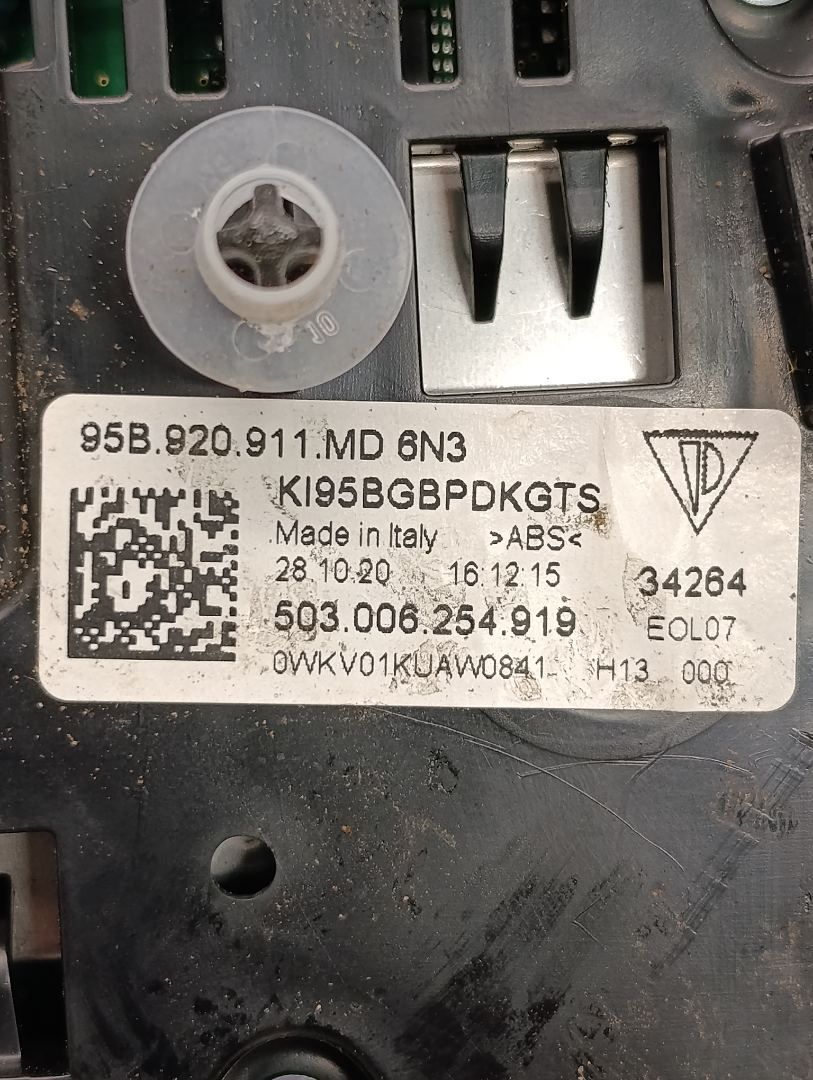 10
95B.920.911.MD 6N3
KI95BGBPDKGTS
Made in Italy >ABS<
28.10.20 16:12:15 34264
503.006.254.919 EOL07
0WKV01KUAW0841 H13 000